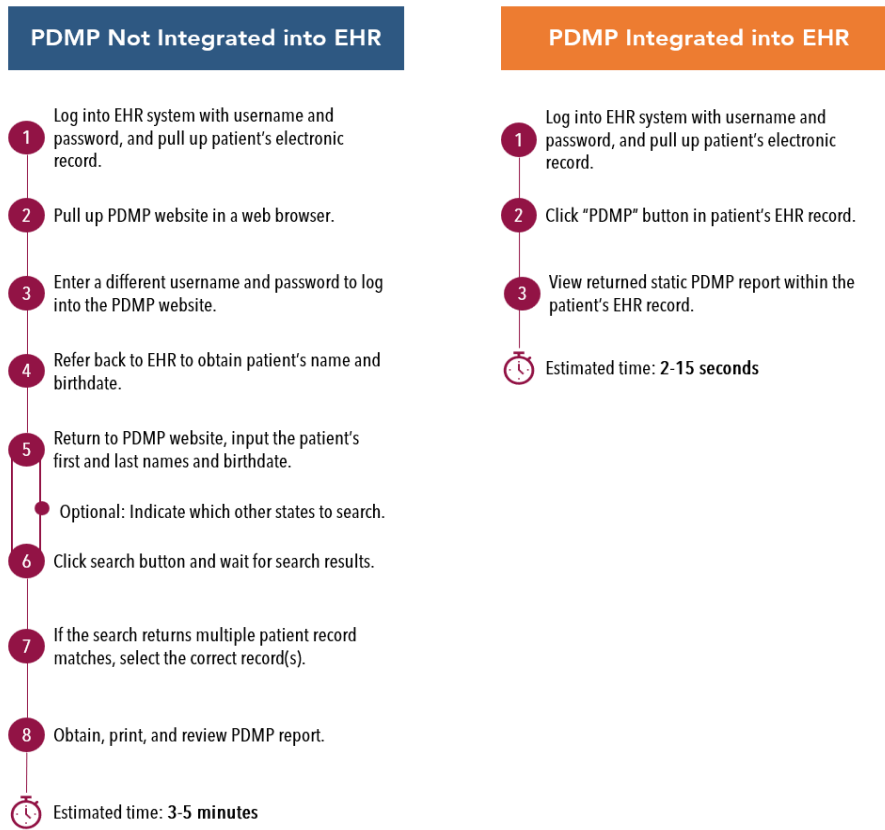 PDMP Not Integrated into EHR
1
Log into EHR system with username and
password, and pull up patient's electronic
record.
2
Pull up PDMP website in a web browser.
3
Enter a different username and password to log
into the PDMP website.
4
Refer back to EHR to obtain patient's name and
birthdate.
5
Return to PDMP website, input the patient's
first and last names and birthdate.
Optional: Indicate which other states to search.
6
Click search button and wait for search results.
7
If the search returns multiple patient record
matches, select the correct record(s).
8
Obtain, print, and review PDMP report.
Estimated time: 3-5 minutes
PDMP Integrated into EHR
1
Log into EHR system with username and
password, and pull up patient's electronic
record.
2
Click “PDMP” button in patient's EHR record.
3
View returned static PDMP report within the
patient's EHR record.
Estimated time: 2-15 seconds